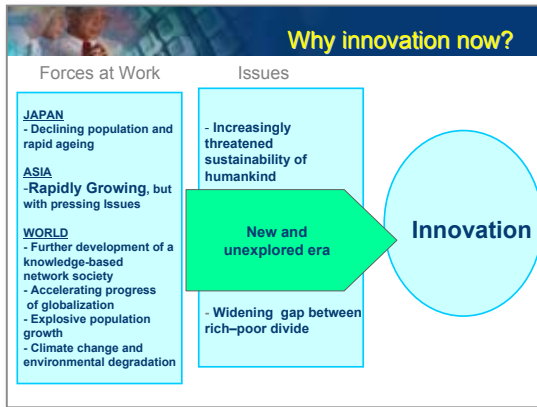 Why innovation now?
Forces at Work
Issues
JAPAN
- Declining population and
rapid ageing
ASIA
-Rapidly Growing, but
with pressing Issues
WORLD
- Further development of a
knowledge-based
network society
- Accelerating progress
of globalization
- Explosive population
growth
- Climate change and
environmental degradation
- Increasingly
threatened
sustainability of
humankind
New and
unexplored era
- Widening gap between
rich–poor divide
Innovation